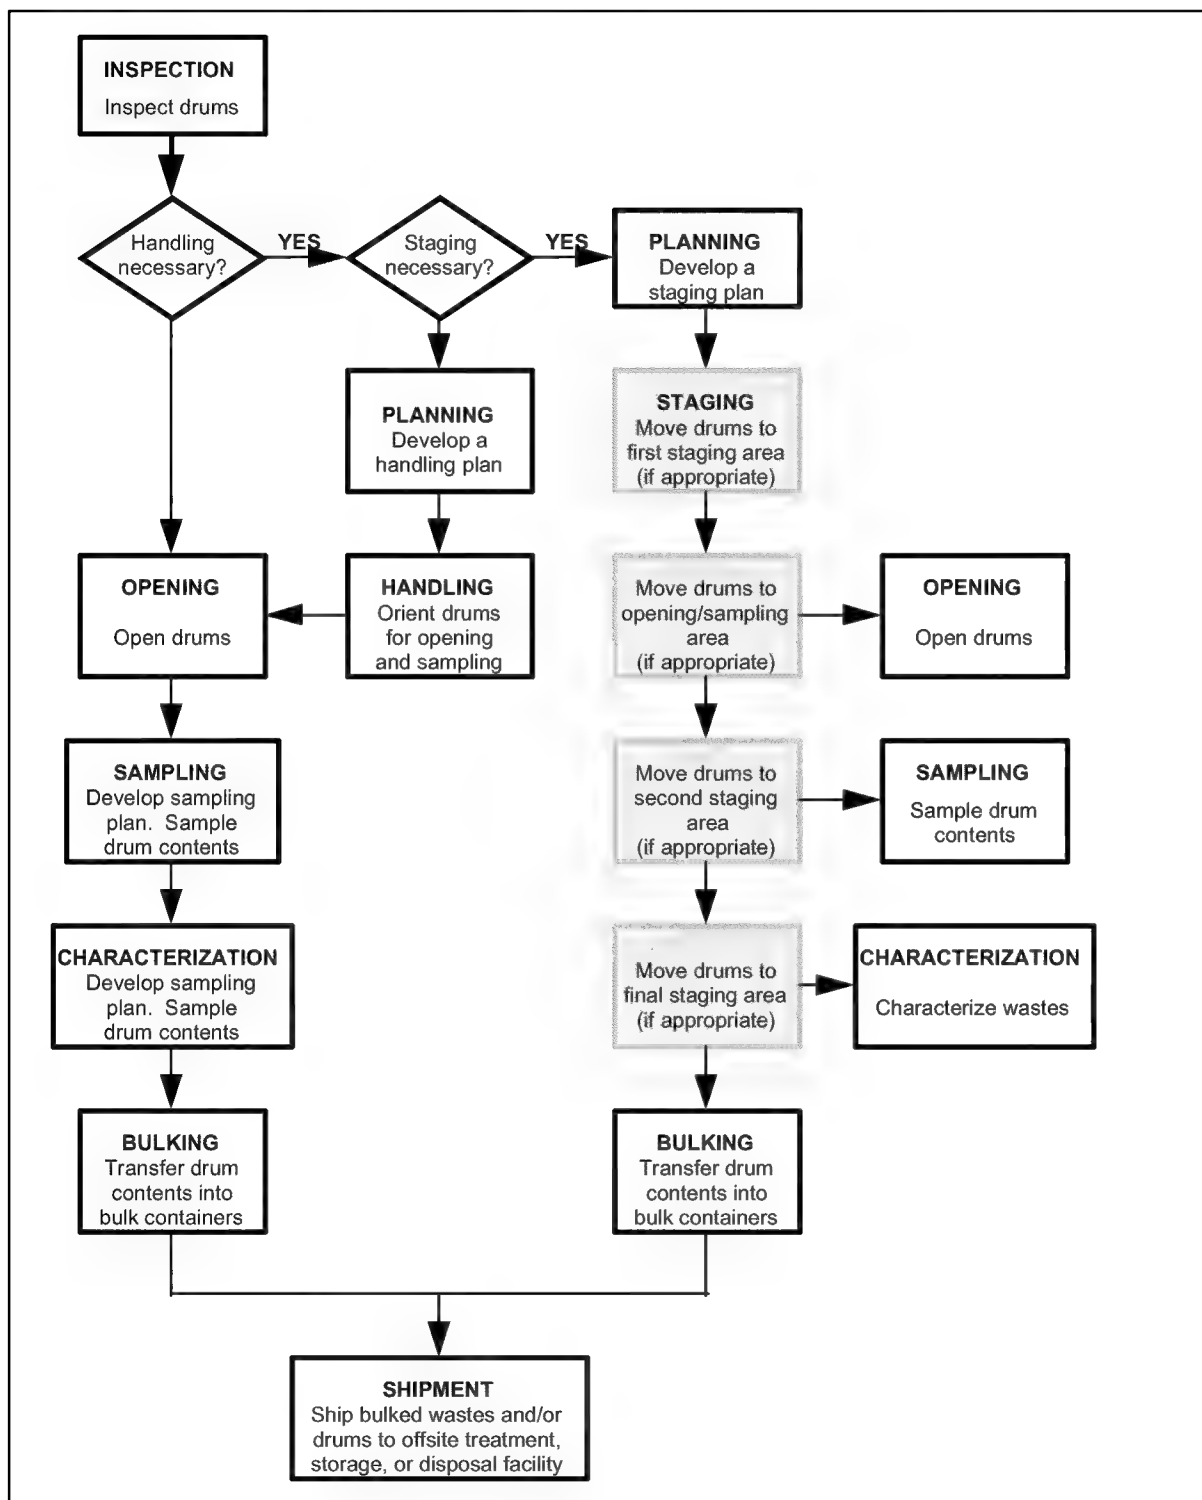 INSPECTION
Inspect drums
Handling
necessary?
YES
Staging
necessary?
YES
PLANNING
Develop a
staging plan
PLANNING
Develop a
handling plan
STAGING
Move drums to
first staging area
(if appropriate)
OPENING
Open drums
HANDLING
Orient drums
for opening
and sampling
Move drums to
opening/sampling
area
(if appropriate)
OPENING
Open drums
SAMPLING
Develop sampling
plan. Sample
drum contents
Move drums to
second staging
area
(if appropriate)
SAMPLING
Sample drum
contents
CHARACTERIZATION
Develop sampling
plan. Sample
drum contents
Move drums to
final staging area
(if appropriate)
CHARACTERIZATION
Characterize wastes
BULKING
Transfer drum
contents into
bulk containers
BULKING
Transfer drum
contents into
bulk containers
SHIPMENT
Ship bulked wastes and/or
drums to offsite treatment,
storage, or disposal facility